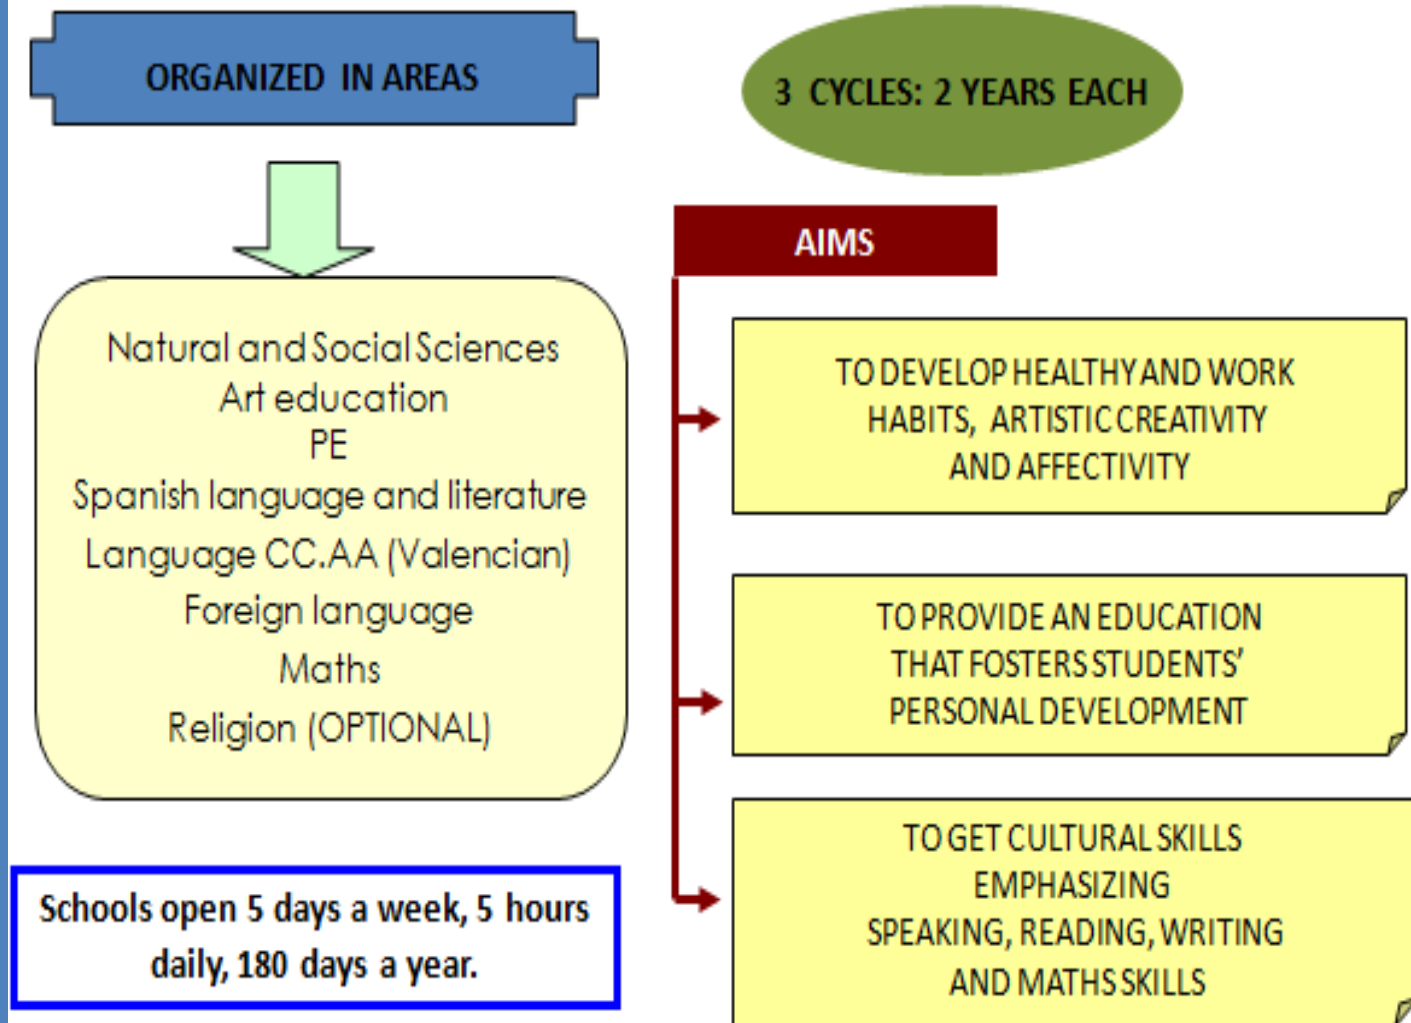 ORGANIZED IN AREAS
3 CYCLES: 2 YEARS EACH
Natural and Social Sciences
Art education
PE
Spanish language and literature
Language CC.AA (Valencian)
Foreign language
Maths
Religion (OPTIONAL)
Schools open 5 days a week, 5 hours
daily, 180 days a year.
AIMS
TO DEVELOP HEALTHY AND WORK
HABITS, ARTISTIC CREATIVITY
AND AFFECTIVITY
TO PROVIDE AN EDUCATION
THAT FOSTERS STUDENTS’
PERSONAL DEVELOPMENT
TO GET CULTURAL SKILLS
EMPHASIZING
SPEAKING, READING, WRITING
AND MATHS SKILLS